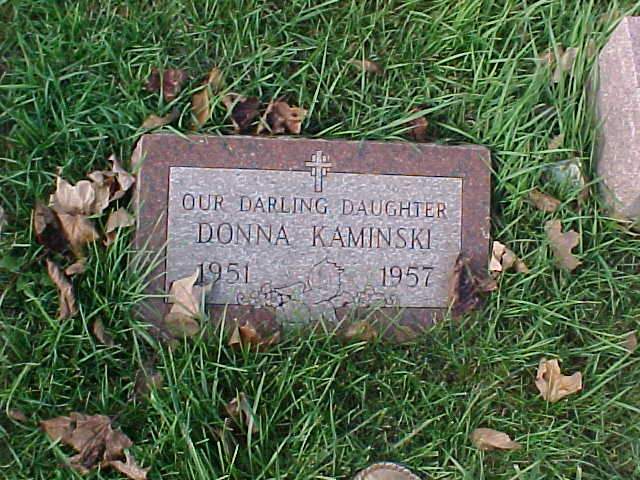 OUR DARLING DAUGHTER
DONNA KAMINSKI
1951 1957